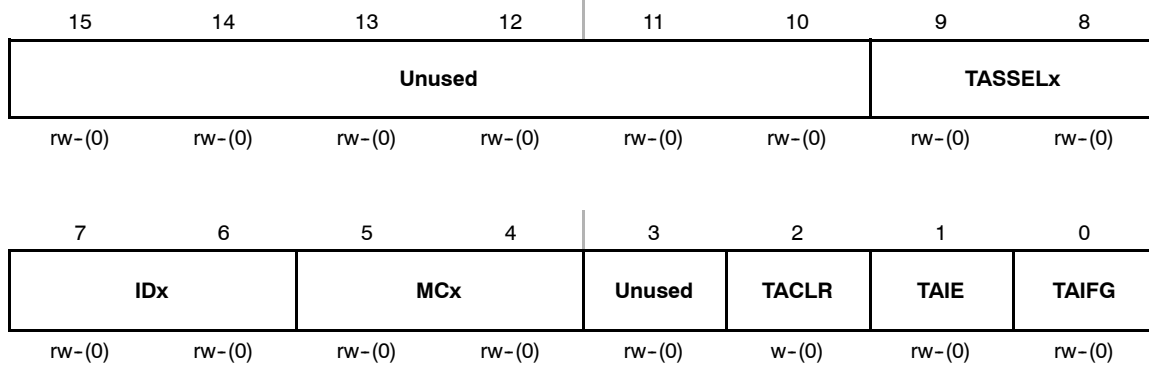 15 14 13 12 11 10 9 8
Unused TASSELx
rw-(0) rw-(0) rw-(0) rw-(0) rw-(0) rw-(0) rw-(0) rw-(0)
7 6 5 4 3 2 1 0
IDx MCx Unused TACLR TAIE TAIFG
rw-(0) rw-(0) rw-(0) rw-(0) rw-(0) w-(0) rw-(0) rw-(0)